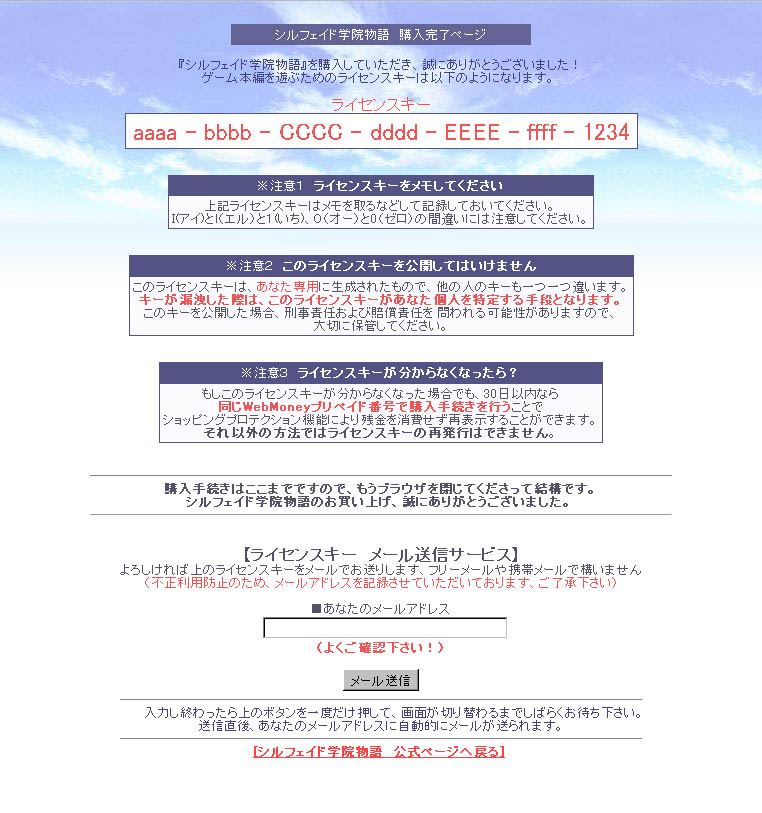 シルフェイド学院物語　購入完了ページ
『シルフェイド学院物語』を購入していただき、誠にありがとうございました！
ゲーム本編を遊ぶためのライセンスキーは以下のようになります。
ライセンスキー
aaaa － bbbb － CCCC － dddd － EEEE － ffff － 1234
※注意1　ライセンスキーをメモしてください
上記ライセンスキーはメモを取るなどして記録しておいてください。
I(アイ)とl(エル)と1(いち)、O(オー)と0(ゼロ)の間違いには注意してください。
※注意2　このライセンスキーを公開してはいけません
このライセンスキーは、あなた専用に生成されたもので、他の人のキーも一つ一つ違います。
キーが漏洩した際は、このライセンスキーがあなた個人を特定する手段となります。
このキーを公開した場合、刑事責任および賠償責任を問われる可能性がありますので、
大切に保管してください。
※注意3　ライセンスキーが分からなくなったら？
もしこのライセンスキーが分からなくなった場合でも、30日以内なら
同じWebMoneyプリペイド番号で購入手続きを行うことで
ショッピングプロテクション機能により残金を消費せず再表示することができます。
それ以外の方法ではライセンスキーの再発行はできません。
購入手続きはここまでですので、もうブラウザを閉じてくださって結構です。
シルフェイド学院物語のお買い上げ、誠にありがとうございました。
【ライセンスキー　メール送信サービス】
よろしければ上のライセンスキーをメールでお送りします、フリーメールや携帯メールで構いません
（不正利用防止のため、メールアドレスを記録させていただいております、ご了承下さい）
■あなたのメールアドレス
（よくご確認下さい！）
メール送信
入力し終わったら上のボタンを一度だけ押して、画面が切り替わるまでしばらくお待ち下さい。
送信直後、あなたのメールアドレスに自動的にメールが送られます。
[シルフェイド学院物語　公式ページへ戻る]